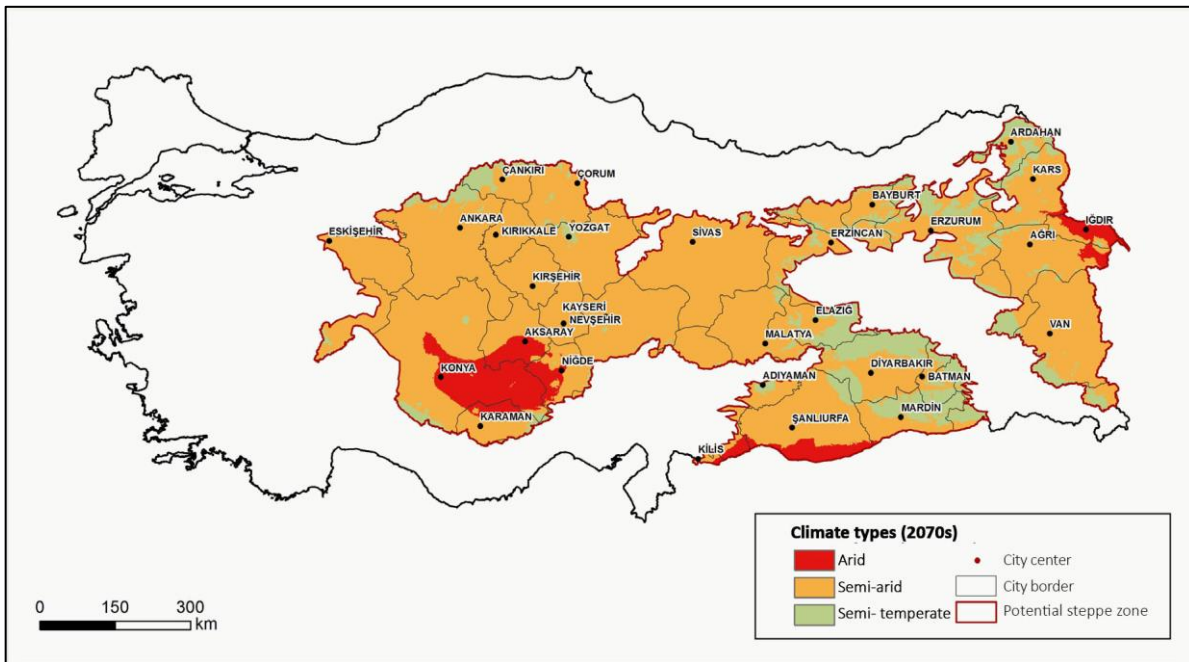 ARDAHAN
KARS
ÇANKIRI
ÇORUM
BAYBURT
ANKARA
ERZURUM
IĞDIR
ESKİŞEHİR
KIRIKKALE
YOZGAT
SİVAS
ERZİNCAN
AĞRI
KIRŞEHİR
KAYSERİ
NEVŞEHİR
ELAZIĞ
VAN
AKSARAY
MALATYA
KONYA
NİĞDE
DİYARBAKIR
ADIYAMAN
BATMAN
KARAMAN
ŞANLIURFA
MARDİN
KİLİS
Climate types (2070s)
Arid
City center
Semi-arid
City border
Semi- temperate
Potential steppe zone
0 150 300
km